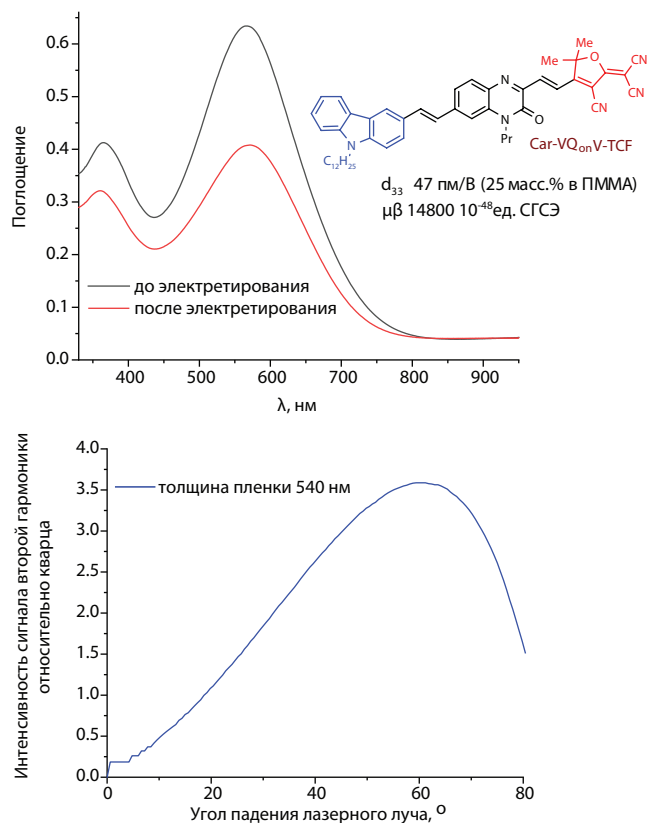 Поглощение
0.6
0.5
0.4
0.3
0.2
0.1
0.0
400
500
600
700
800
900
λ, нм
до электретирования
после электретирования
Me
Me
O
CN
CN
CN
N
N
O
Pr
N
C12H25
Car-VQonV-TCF
d33 47 пм/В (25 масс.% в ПММА)
μβ 14800 10-48ед. СГСЭ
Интенсивность сигнала второй гармоники
относительно кварца
4.0
3.5
3.0
2.5
2.0
1.5
1.0
0.5
0.0
толщина пленки 540 нм
0
20
40
60
80
Угол падения лазерного луча, О